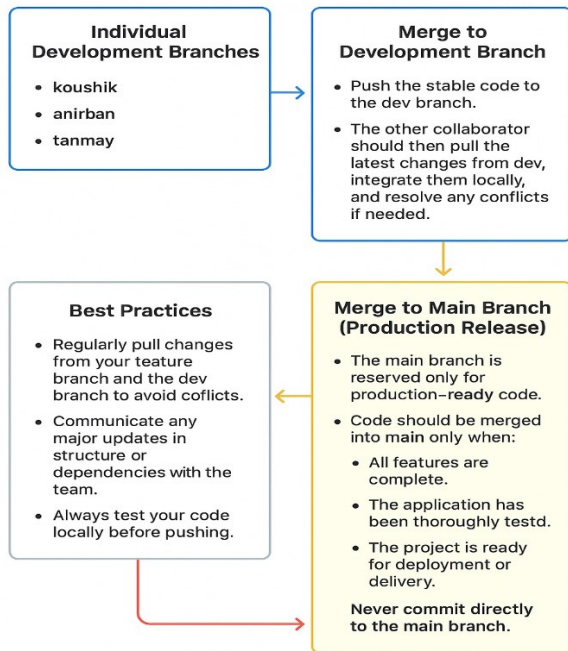 Individual
Development Branches
• koushik
• anirban
• tanmay
Merge to
Development Branch
• Push the stable code to
the dev branch.
• The other collaborator
should then pull the
latest changes from dev,
integrate them locally,
and resolve any conflicts
if needed.
Best Practices
• Regularly pull changes
from your teature
branch and the dev
branch to avoid coflicts.
• Communicate any
major updates in
structure or
dependencies with the
team.
• Always test your code
locally before pushing.
Merge to Main Branch
(Production Release)
• The main branch is
reserved only for
production–ready code.
• Code should be merged
into main only when:
• All features are
complete.
• The application has
been thoroughly testd.
• The project is ready
for deployment or
delivery.
Never commit directly
to the main branch.